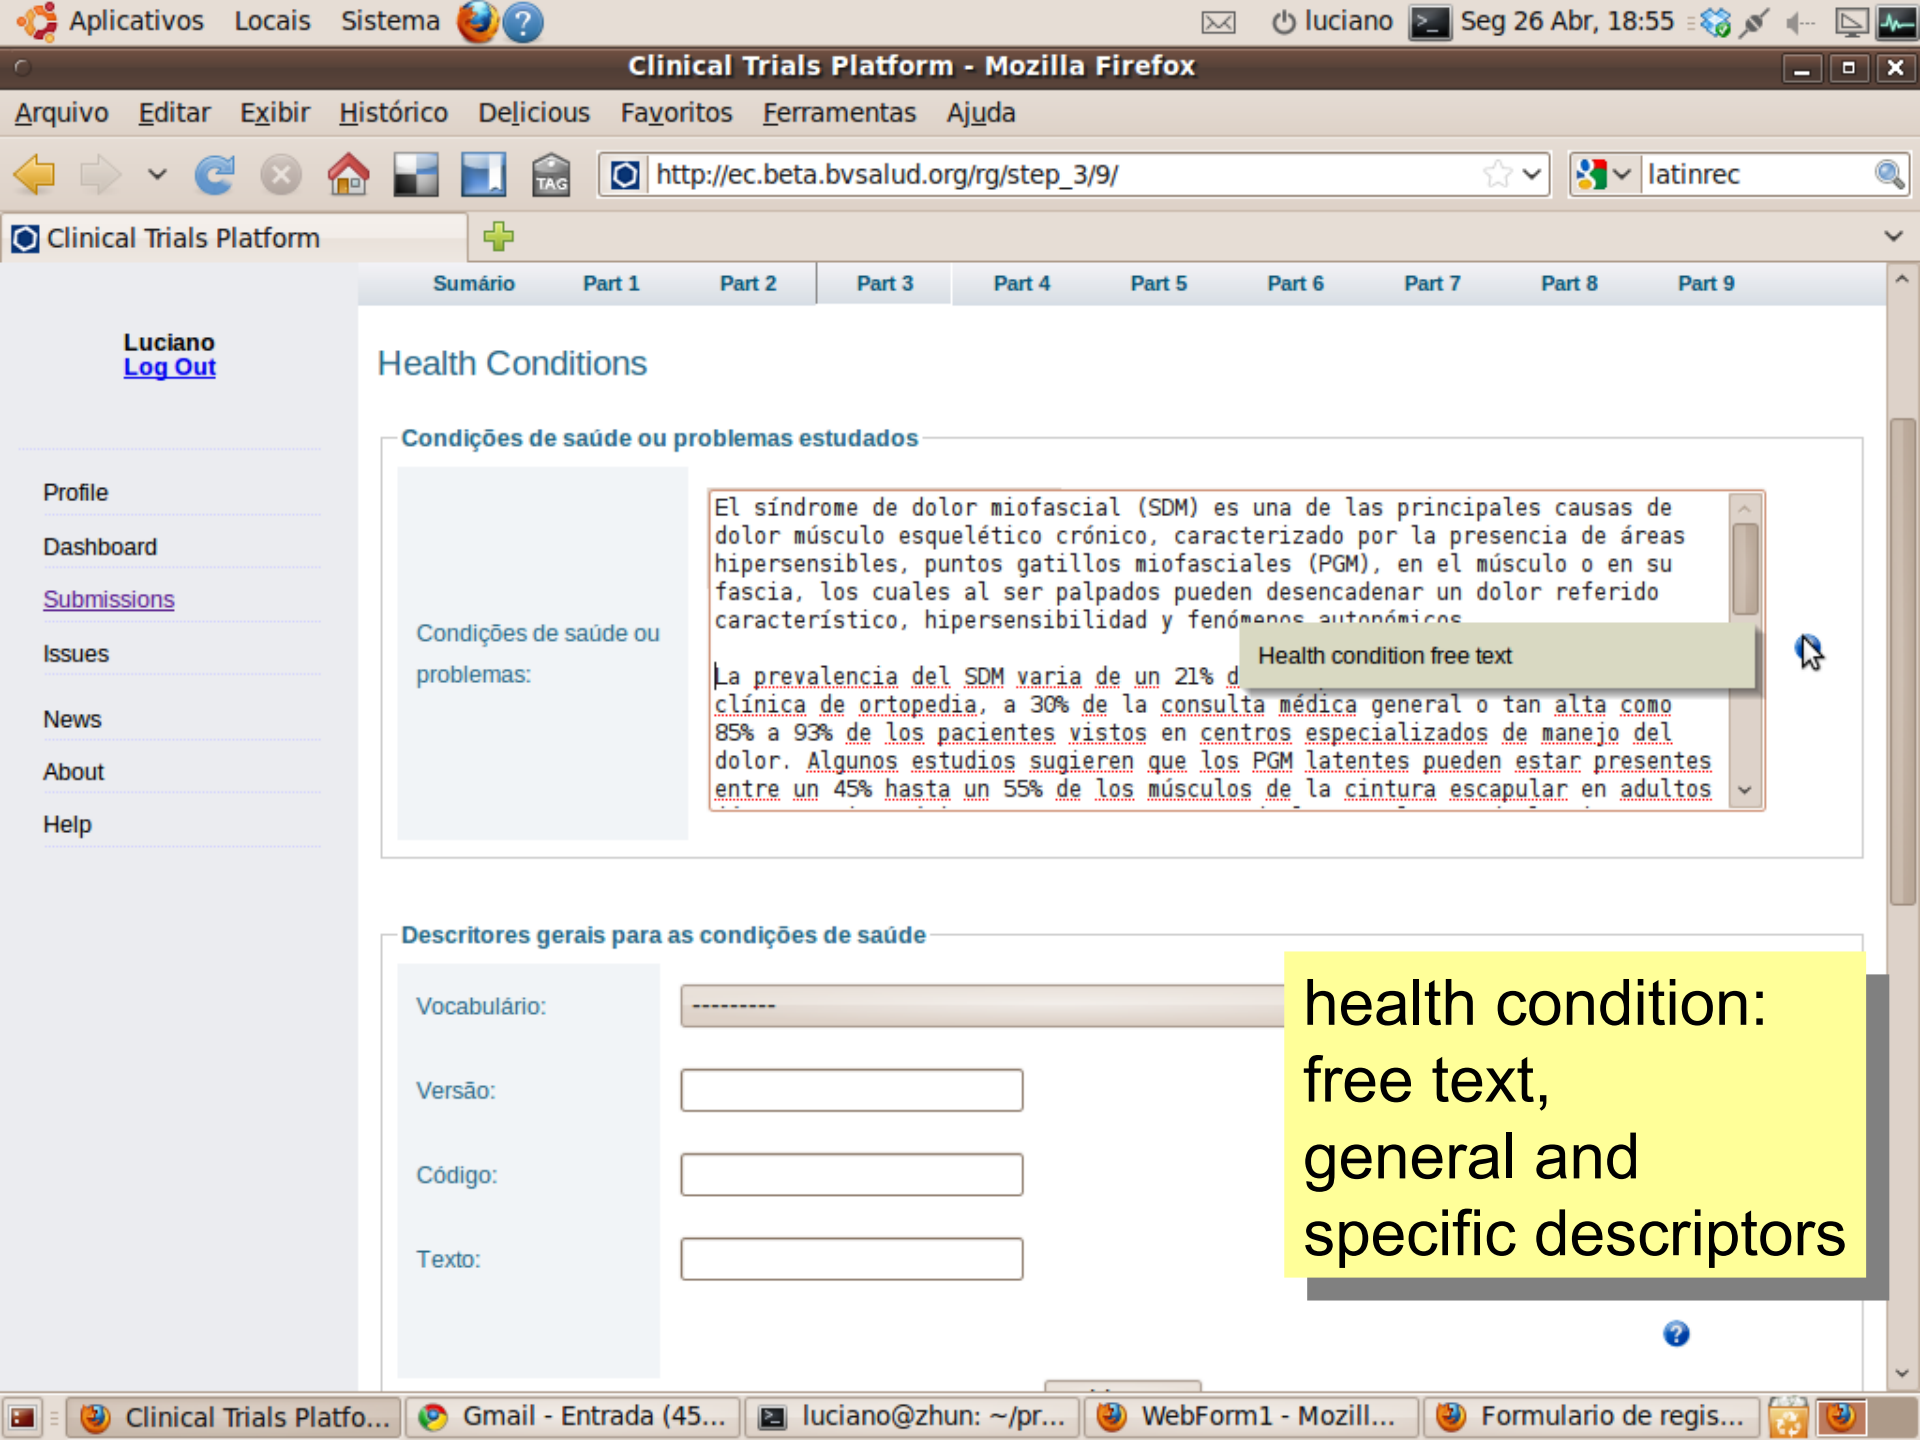 Aplicativos Locais Sistema luciano Seg 26 Abr, 18:55
Clinical Trials Platform - Mozilla Firefox
Arquivo Editar Exibir Histórico Delicious Favoritos Ferramentas Ajuda
TAG http://ec.beta.bvsalud.org/rg/step_3/9/ latinrec
Clinical Trials Platform
Sumário Part 1 Part 2 Part 3 Part 4 Part 5 Part 6 Part 7 Part 8 Part 9
Luciano
Log Out
Profile
Dashboard
Submissions
Issues
News
About
Help
Health Conditions
Condições de saúde ou problemas estudados
Condições de saúde ou
problemas:
El síndrome de dolor miofascial (SDM) es una de las principales causas de
dolor músculo esquelético crónico, caracterizado por la presencia de áreas
hipersensibles, puntos gatillos miofasciales (PGM), en el músculo o en su
fascia, los cuales al ser palpados pueden desencadenar un dolor referido
característico, hipersensibilidad y fenómenos autonómicos
Health condition free text
La prevalencia del SDM varia de un 21% d
clínica de ortopedia, a 30% de la consulta médica general o tan alta como
85% a 93% de los pacientes vistos en centros especializados de manejo del
dolor. Algunos estudios sugieren que los PGM latentes pueden estar presentes
entre un 45% hasta un 55% de los músculos de la cintura escapular en adultos
Descritores gerais para as condições de saúde
Vocabulário: ---------
Versão:
Código:
Texto:
health condition:
free text,
general and
specific descriptors
Clinical Trials Platfo... Gmail - Entrada (45... luciano@zhun: ~/pr... WebForm1 - Mozill... Formulario de regis...